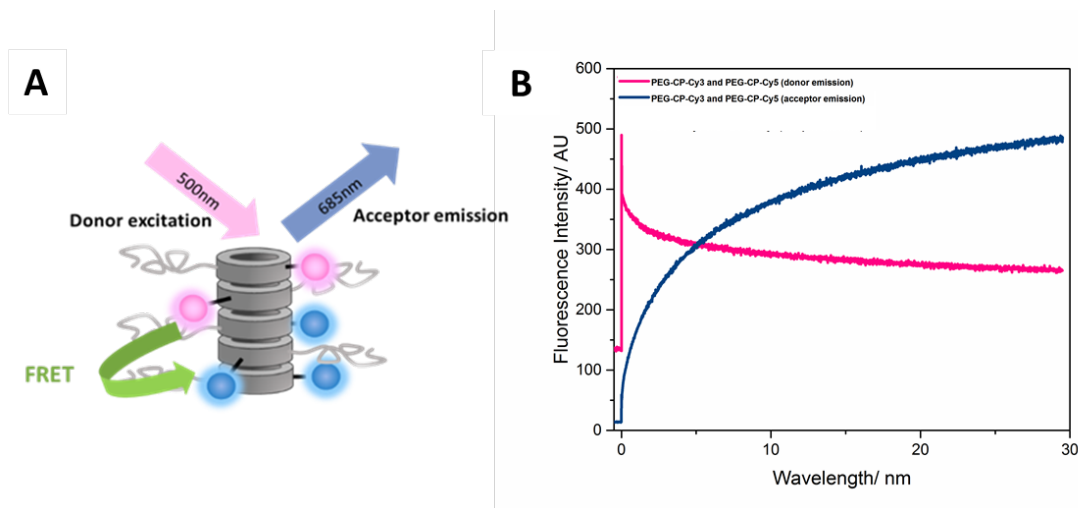 A
500nm
685nm
Donor excitation
Acceptor emission
FRET
B
600
500
400
300
200
100
0
Fluorescence Intensity/ AU
PEG-CP-Cy3 and PEG-CP-Cy5 (donor emission)
PEG-CP-Cy3 and PEG-CP-Cy5 (acceptor emission)
0 10 20 30
Wavelength/ nm